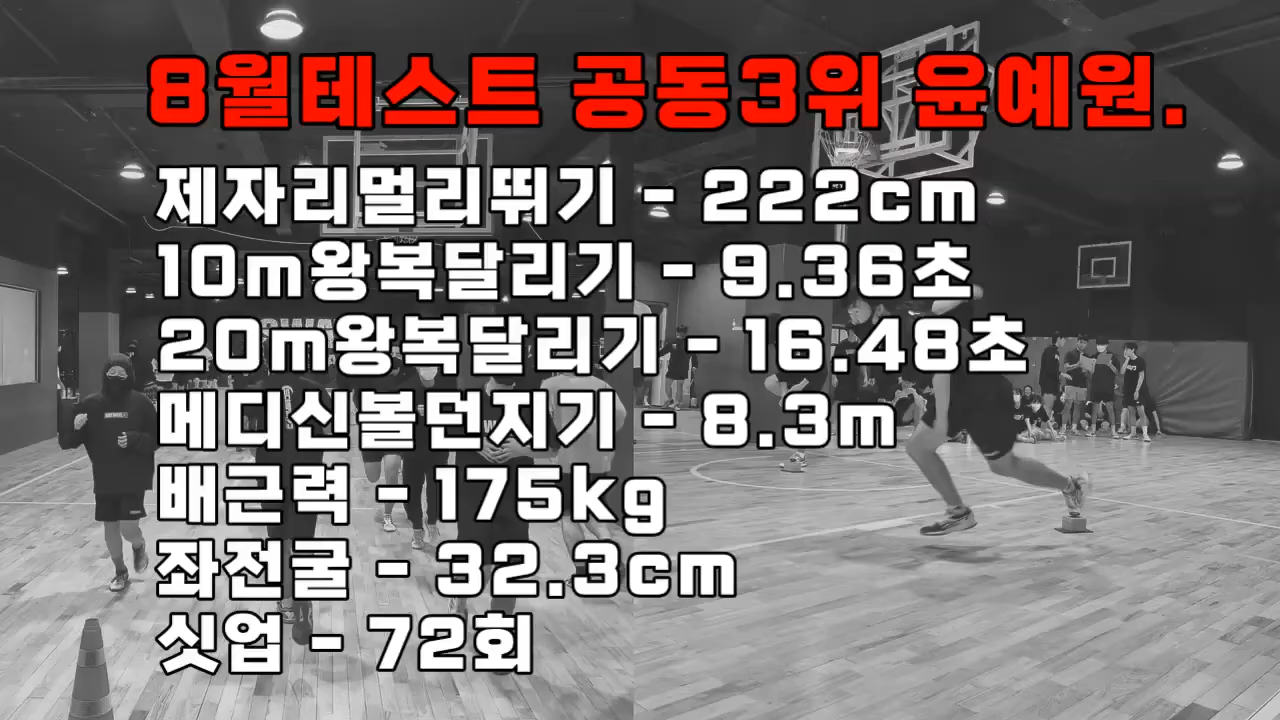 8월테스트 공동3위 윤예원.
제자리멀리뛰기 - 222cm
10m왕복달리기 - 9.36초
20m왕복달리기 - 16.48초
메디신볼던지기 - 8.3m
배근력 - 175kg
좌전굴 - 32.3cm
싯업 - 72회